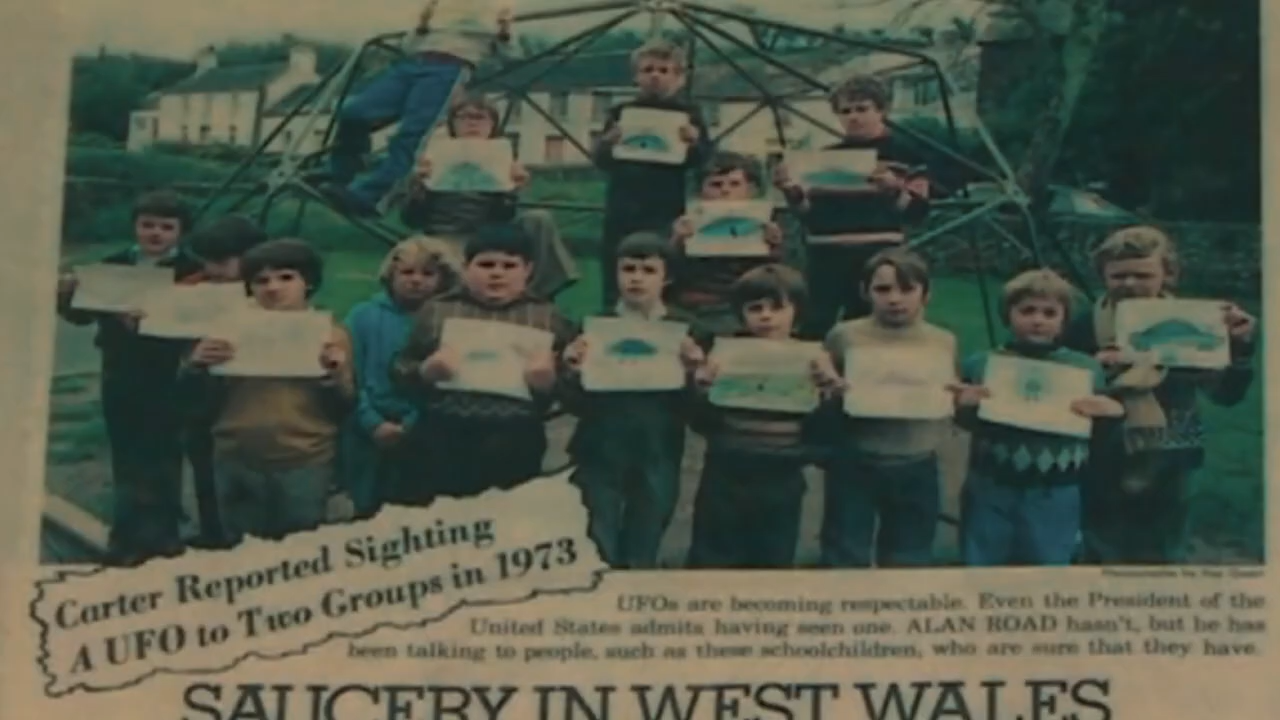 Carter Reported Sighting
A UFO to Two Groups in 1973
UFOs are becoming respectable. Even the President of the
United States admits having seen one. ALAN ROAD hasn't, but he has
been talking to people, such as these schoolchildren, who are sure that they have.
SAUCERY IN WEST WALES